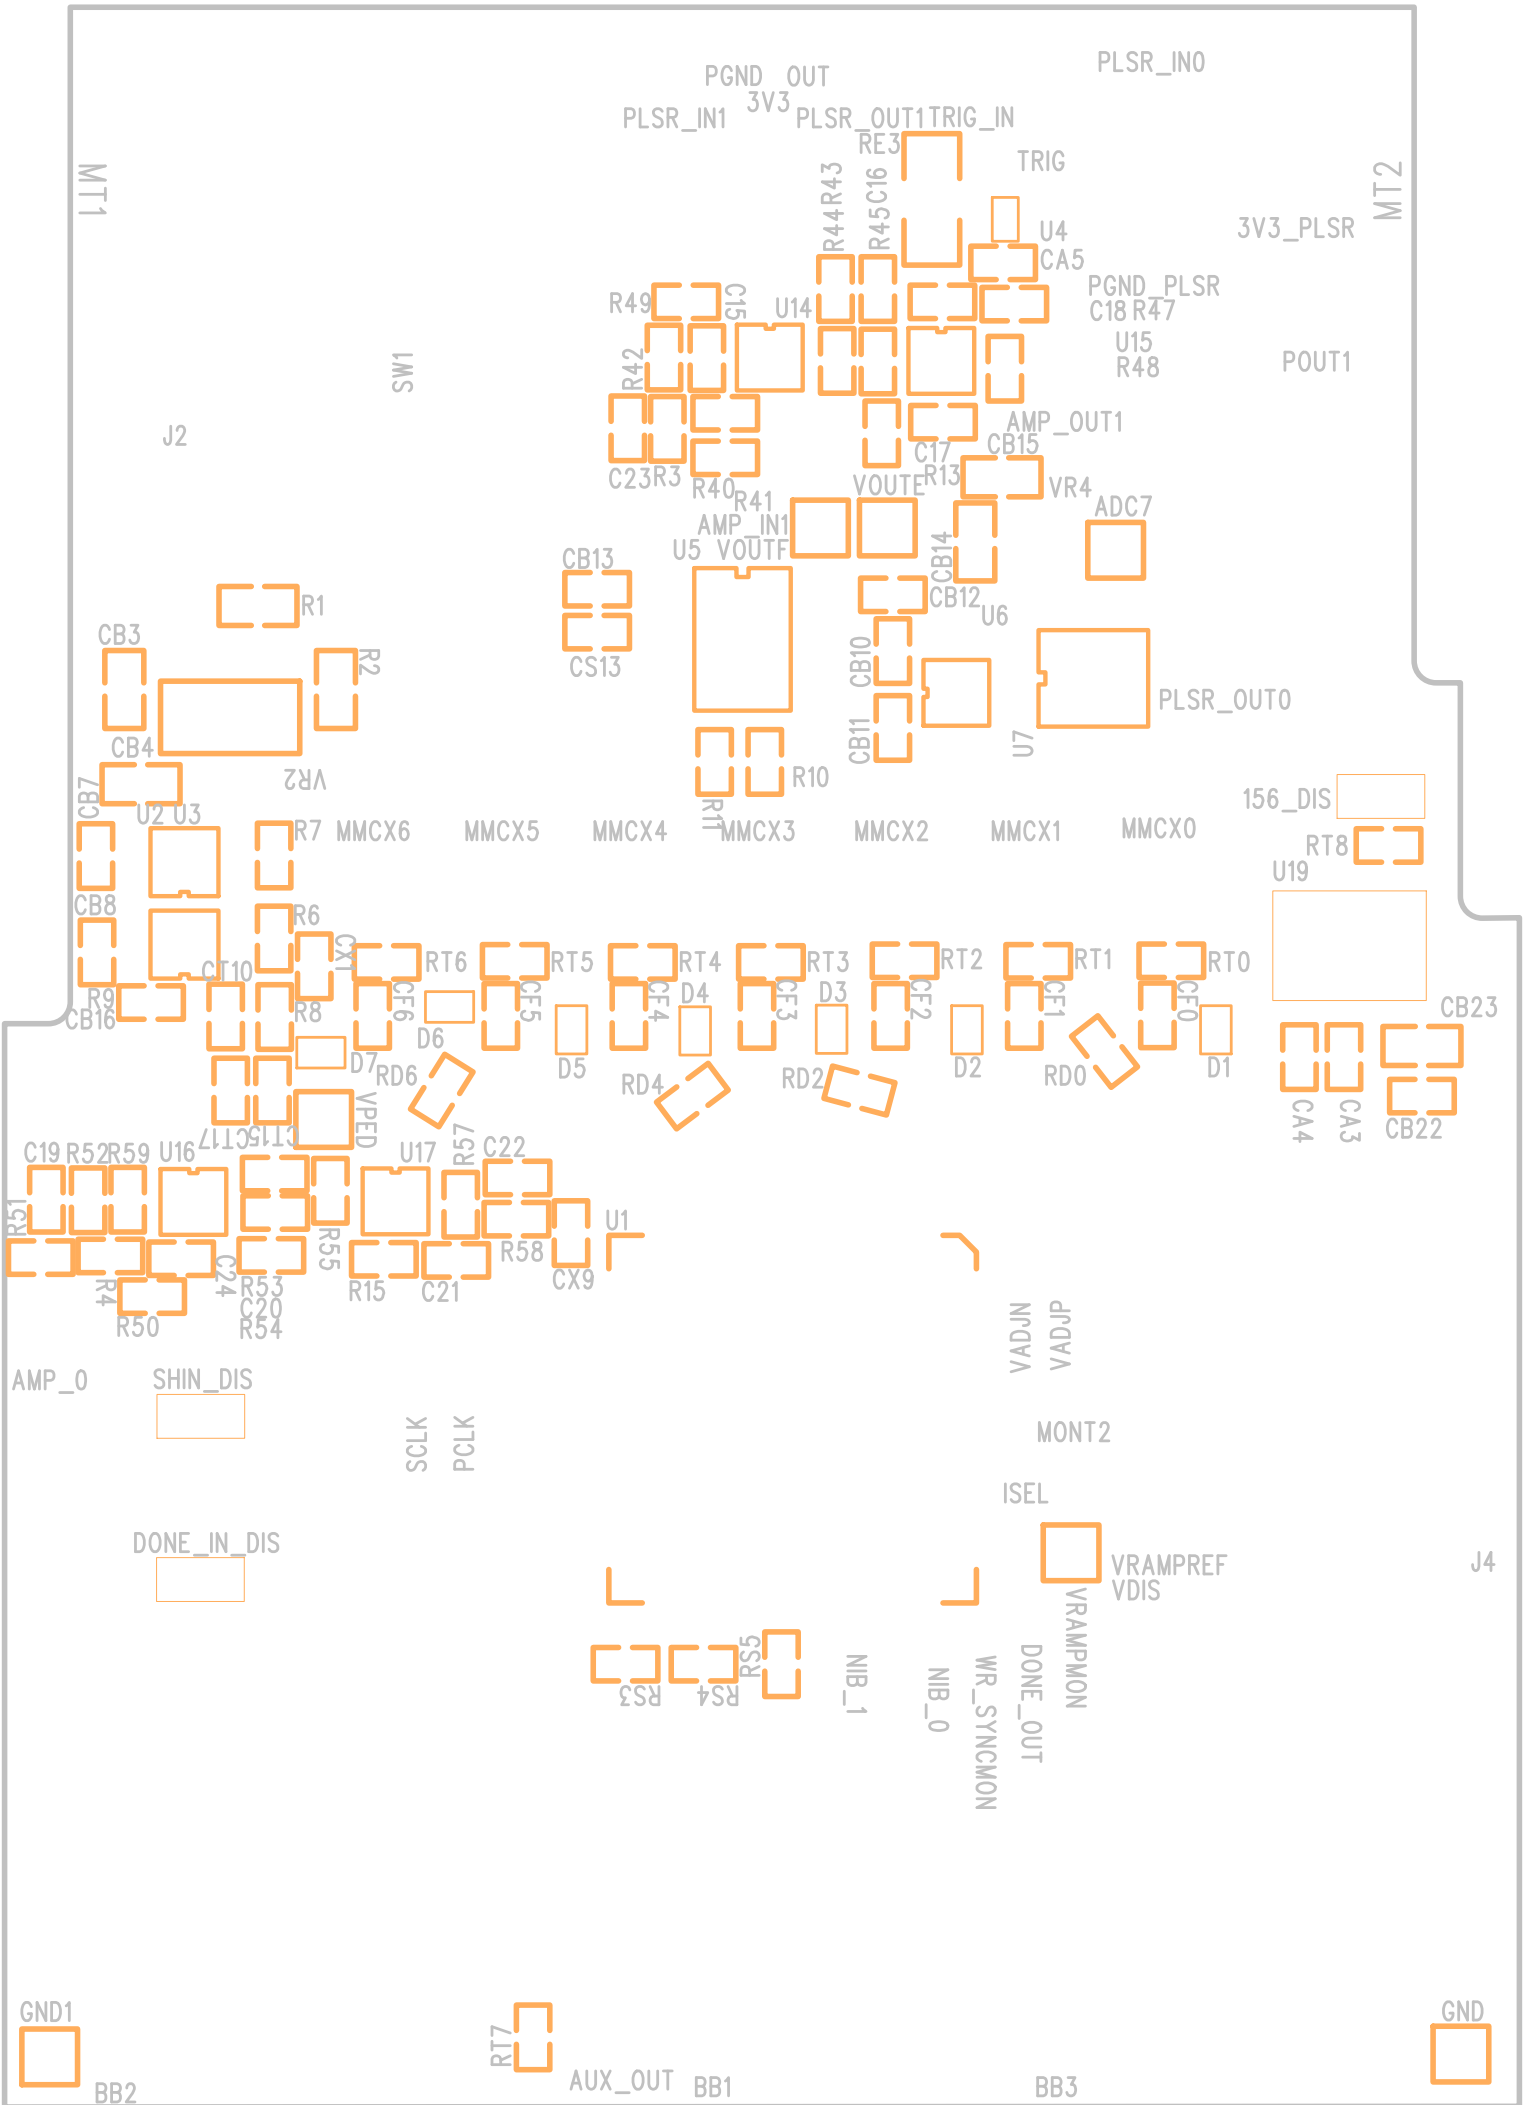 PLSR_IN0
PGND OUT
3V3
PLSR_IN1
PLSR_OUT1
TRIG_IN
RE3
TRIG
MT1
MT2
R43
C16
R44
R45
U4
3V3_PLSR
CA5
PGND_PLSR
R49
C15
U14
C18 R47
U15
R48
POUT1
SW1
R42
AMP_OUT1
J2
CB15
C17
C23
R3
R40
R13
VOUTE
VR4
R41
ADC7
AMP_IN1
U5 VOUTF
CB13
CB14
R1
CB12
U6
CB3
R2
CS13
CB10
PLSR_OUT0
CB4
CB11
U7
VR2
R10
CB7
156_DIS
U2 U3
R11
R7
MMCX6
MMCX5
MMCX4
MMCX3
MMCX2
MMCX1
MMCX0
RT8
U19
CB8
R6
CX1
RT6
RT5
RT4
RT3
RT2
RT1
RT0
CT10
R9
CB16
R8
CF6
CF5
CF4
D4
CF3
D3
CF2
CF1
CF0
CB23
D6
D7
RD6
D5
RD4
RD2
D2
RD0
D1
VPED
CA4
CA3
CB22
CT17
CT15
C19
R52
R59
U16
U17
R57
C22
R51
U1
R55
R58
C24
R4
R53
R15
C21
CX9
C20
R50
R54
VADJN
VADJP
AMP_0
SHIN_DIS
SCLK
PCLK
MONT2
ISEL
DONE_IN_DIS
VRAMPREF
VDIS
J4
VRAMPMON
RS5
RS3
RS4
NIB_1
NIB_0
WR_SYNCMON
DONE_OUT
GND1
GND
RT7
AUX_OUT
BB2
BB1
BB3